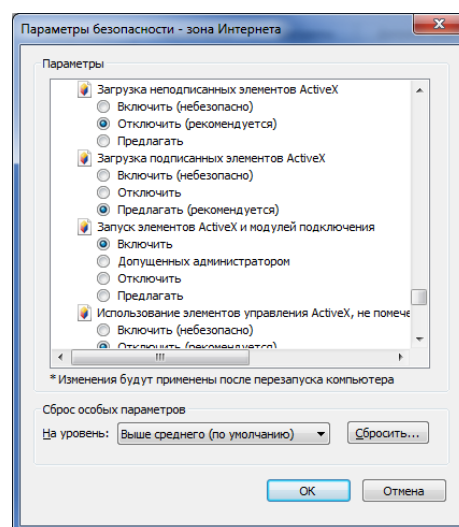 Параметры безопасности - зона Интернета
Параметры
Загрузка неподписанных элементов ActiveX
Включить (небезопасно)
Отключить (рекомендуется)
Предлагать
Загрузка подписанных элементов ActiveX
Включить (небезопасно)
Отключить
Предлагать (рекомендуется)
Запуск элементов ActiveX и модулей подключения
Включить
Допущенных администратором
Отключить
Предлагать
Использование элементов управления ActiveX, не помече
Включить (небезопасно)
Отключить (рекомендуется)
*Изменения будут применены после перезапуска компьютера
Сброс особых параметров
На уровень:
Выше среднего (по умолчанию)
Сбросить...
ОК
Отмена